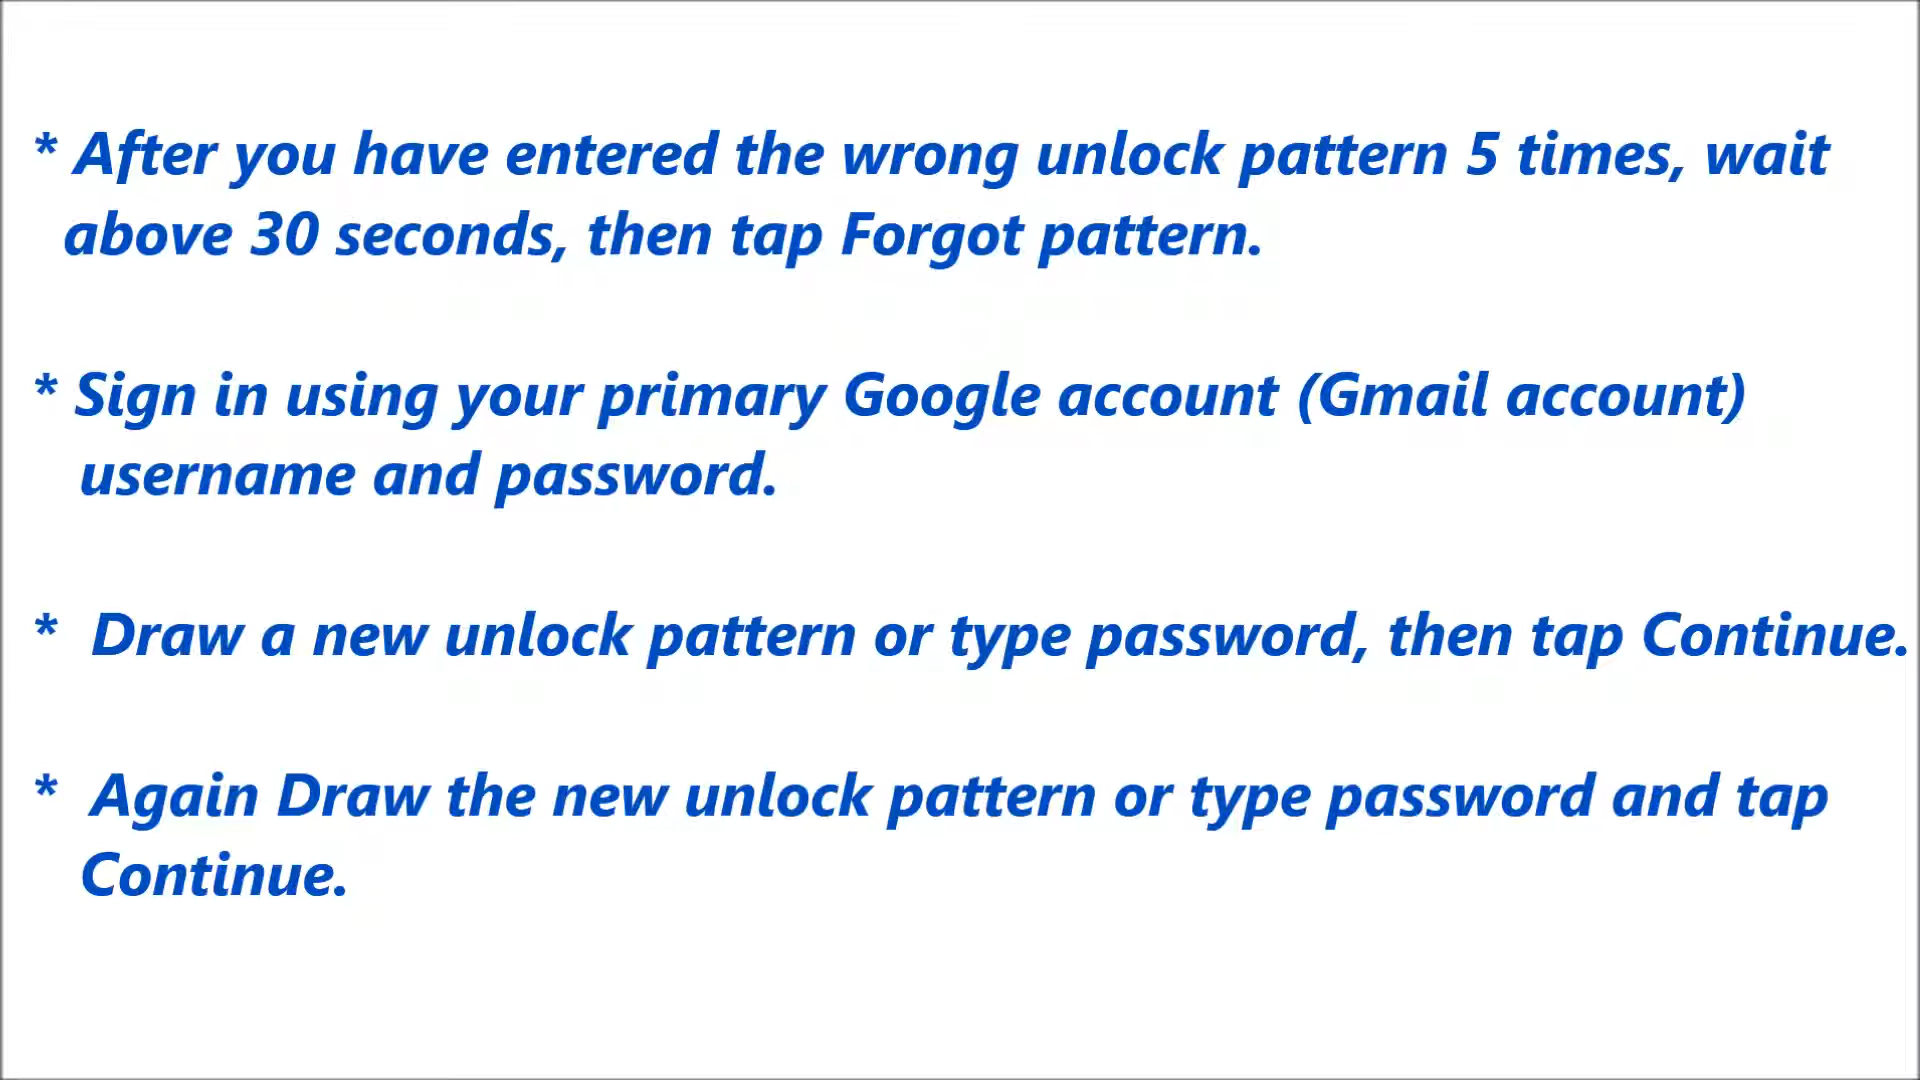 * After you have entered the wrong unlock pattern 5 times, wait
above 30 seconds, then tap Forgot pattern.
* Sign in using your primary Google account (Gmail account)
username and password.
* Draw a new unlock pattern or type password, then tap Continue.
* Again Draw the new unlock pattern or type password and tap
Continue.